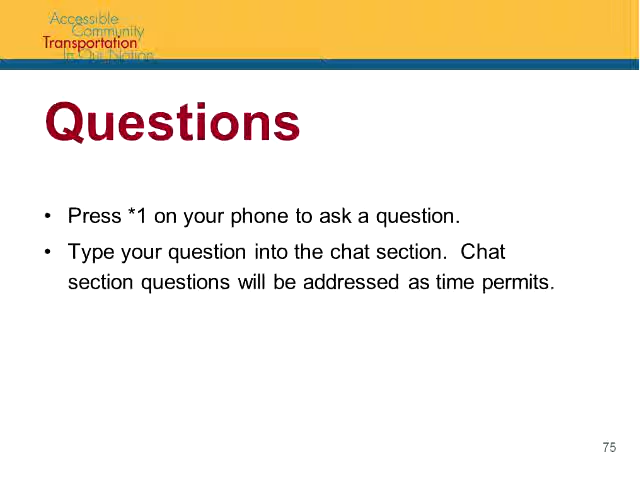 Accessible
Community
Transportation
In Our Nation
Questions
• Press *1 on your phone to ask a question.
• Type your question into the chat section.  Chat
section questions will be addressed as time permits.
75